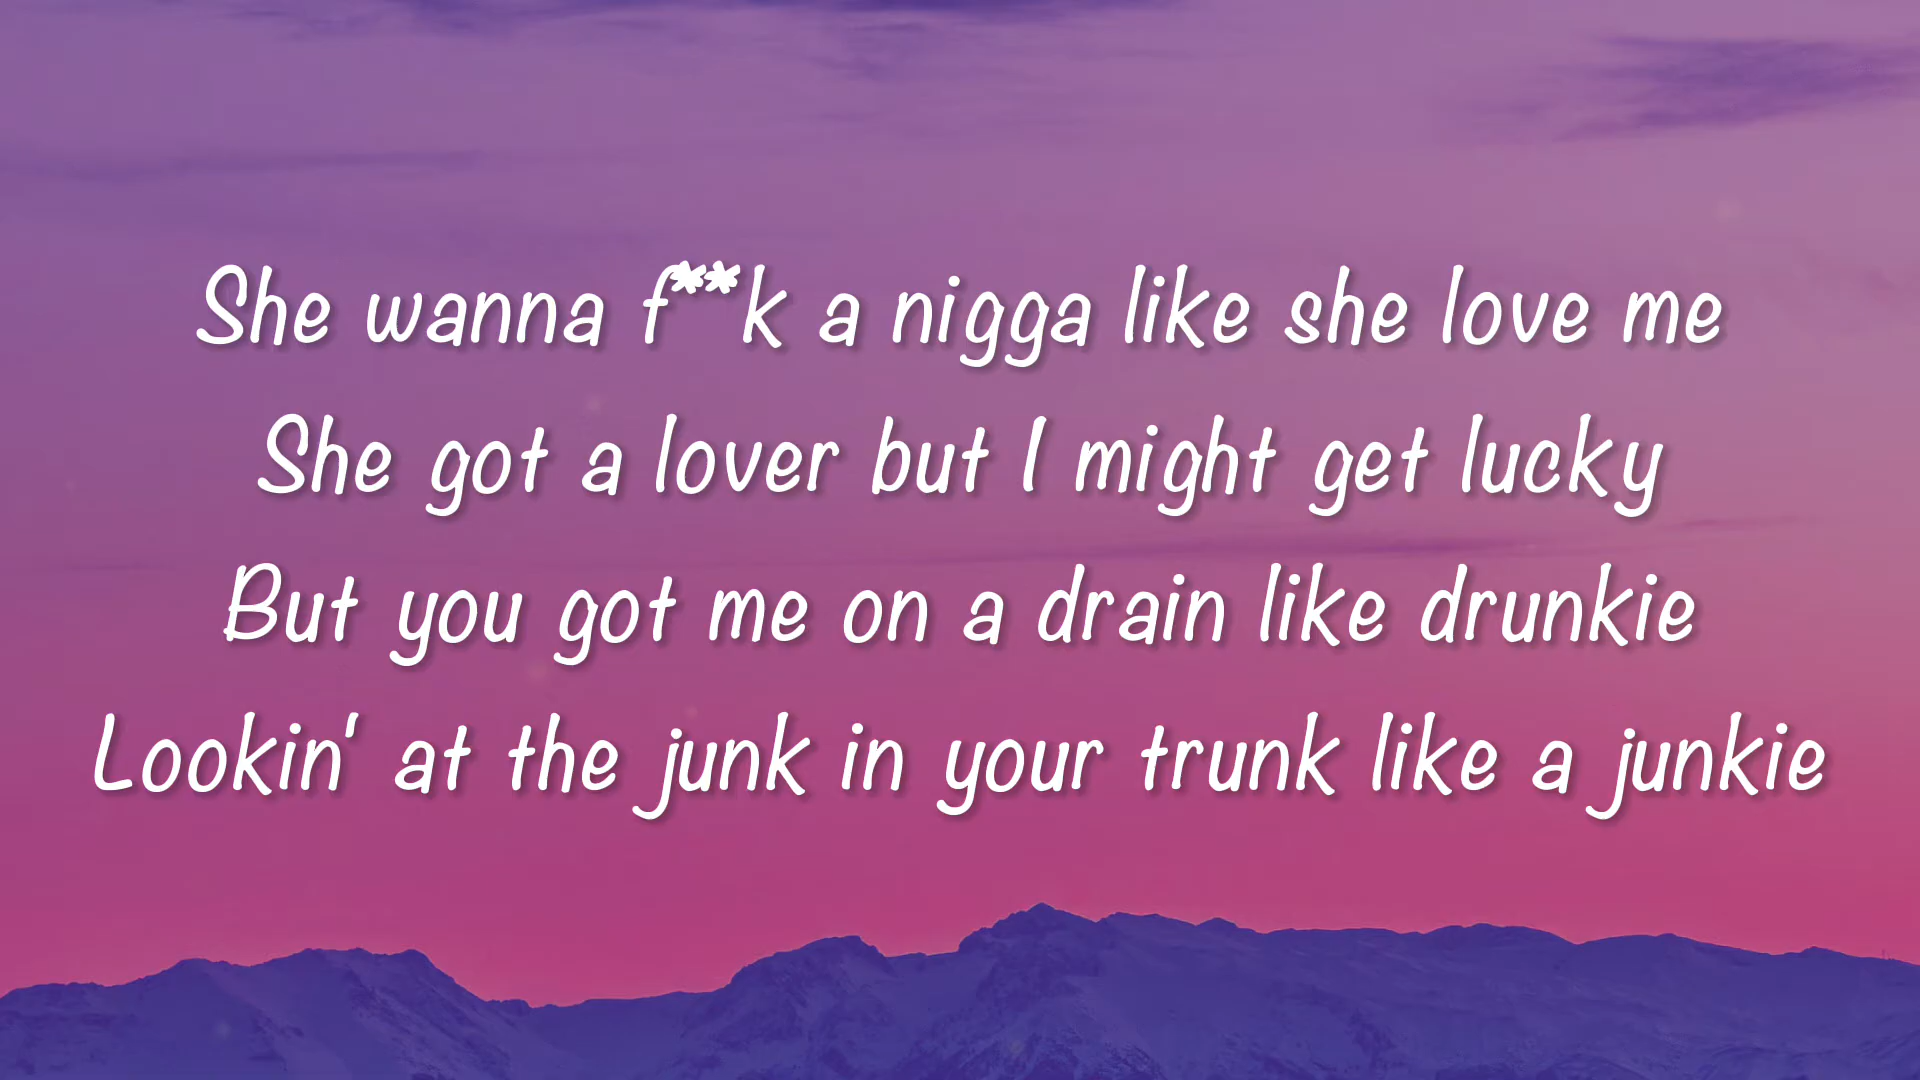 She wanna f**k a nigga like she love me
She got a lover but I might get lucky
But you got me on a drain like drunkie
Lookin' at the junk in your trunk like a junkie